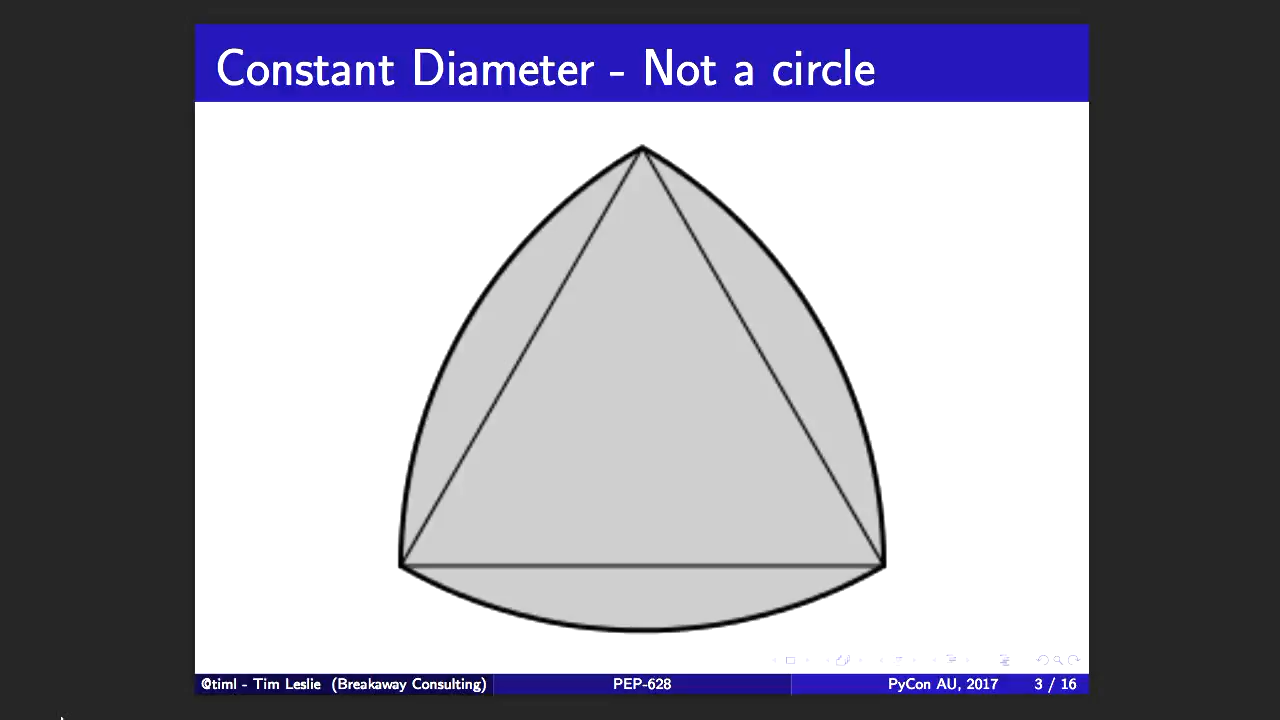 Constant Diameter - Not a circle
@timl - Tim Leslie (Breakaway Consulting)
PEP-628
PyCon AU, 2017
3 / 16